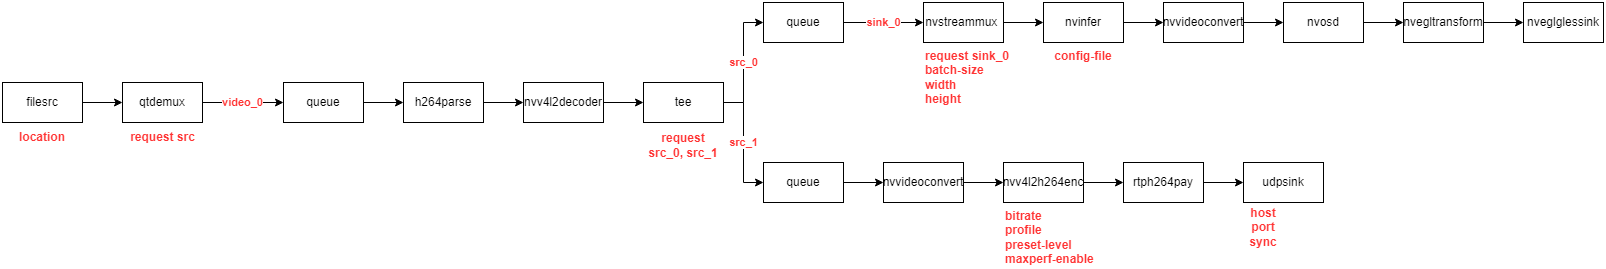 queue
sink_0
nvstreammux
nvinfer
nvvideoconvert
nvosd
nvegltransform
nveglglessink
request sink_0
batch-size
width
height
config-file
src_0
filesrc
qtdemux
video_0
queue
h264parse
nvv4l2decoder
tee
location
request src
request
src_0, src_1
src_1
queue
nvvideoconvert
nvv4l2h264enc
rtph264pay
udpsink
bitrate
profile
preset-level
maxperf-enable
host
port
sync